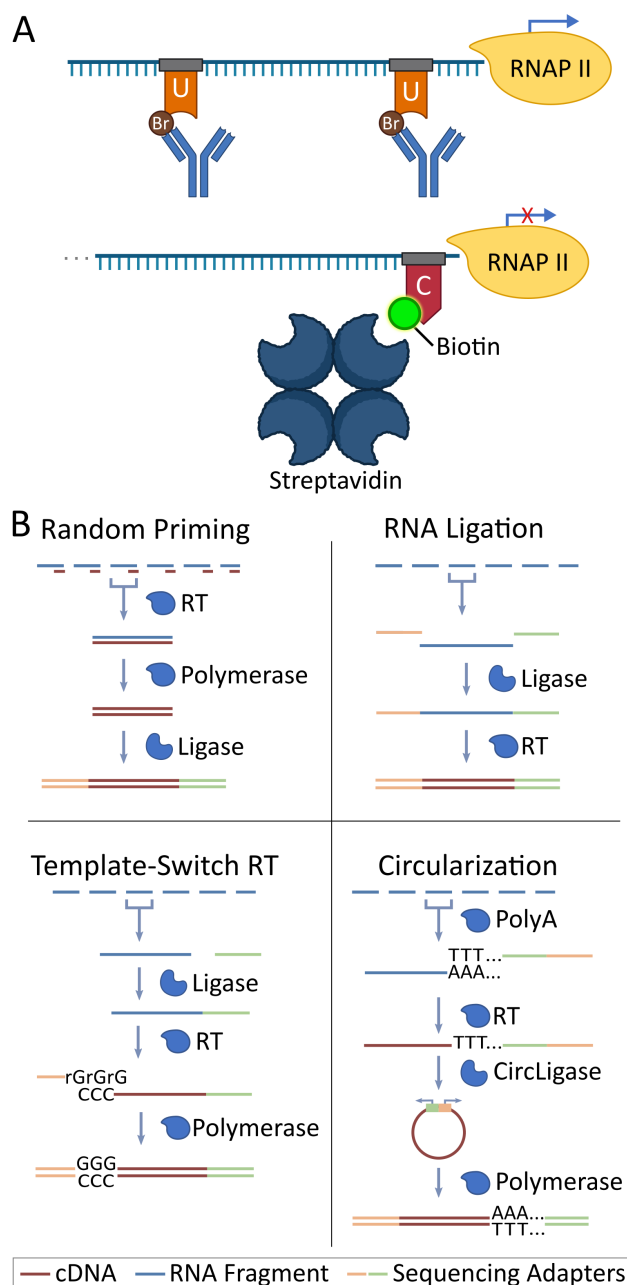 A
RNAP II
U
U
Br
Br
X
RNAP II
...
C
Biotin
Streptavidin
B
Random Priming
RNA Ligation
RT
Polymerase
Ligase
Ligase
RT
Template-Switch RT
Circularization
PolyA
TTT...
AAA...
Ligase
RT
RT
TTT...
CircLigase
rGrGrG
CCC
Polymerase
Polymerase
GGG
CCC
AAA...
TTT...
cDNA RNA Fragment Sequencing Adapters